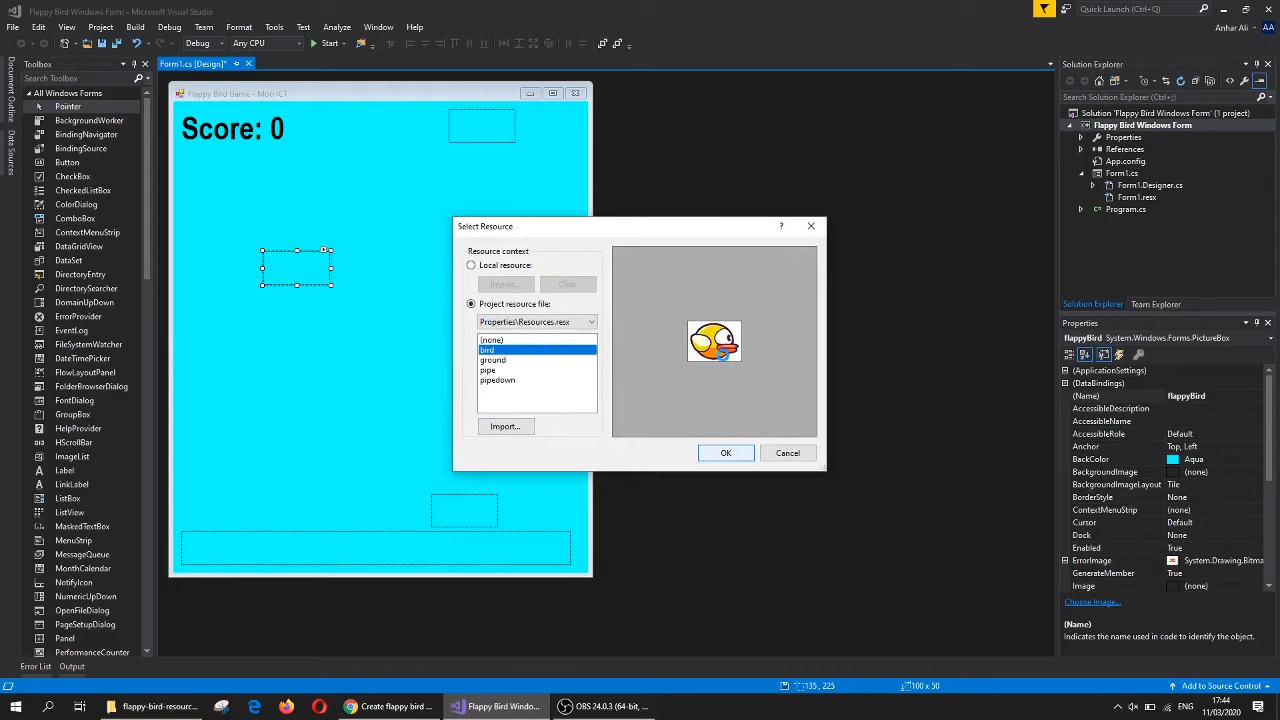 Flappy Bird Windows Form - Microsoft Visual Studio
Quick Launch (Ctrl+Q)
File Edit View Project Build Debug Team Format Tools Test Analyze Window Help
Anhar Ali
Debug Any CPU Start
Document Outline
Data Sources
Toolbox
Search Toolbox
All Windows Forms
Pointer
BackgroundWorker
BindingNavigator
BindingSource
Button
CheckBox
CheckedListBox
ColorDialog
ComboBox
ContextMenuStrip
DataGridView
DataSet
DirectoryEntry
DirectorySearcher
DomainUpDown
ErrorProvider
EventLog
FileSystemWatcher
FlowLayoutPanel
FolderBrowserDialog
FontDialog
GroupBox
HelpProvider
HScrollBar
ImageList
Label
LinkLabel
ListBox
ListView
MaskedTextBox
MenuStrip
MessageQueue
MonthCalendar
NotifyIcon
OpenFileDialog
PageSetupDialog
Panel
PerformanceCounter
Form1.cs [Design]*
Flappy Bird Game - Moo ICT
Score: 0
Select Resource
?
Resource context
Local resource:
Import... Clear
Project resource file:
Properties\Resources.resx
(none)
bird
ground
pipe
pipedown
Import...
OK Cancel
Solution Explorer
Search Solution Explorer (Ctrl+;)
Solution 'Flappy Bird Windows Form' (1 project)
Flappy Bird Windows Form
Properties
References
App.config
Form1.cs
Form1.Designer.cs
Form1.resx
Program.cs
Solution Explorer Team Explorer
Properties
flappyBird System.Windows.Forms.PictureBox
(ApplicationSettings)
(DataBindings)
(Name) flappyBird
AccessibleDescription
AccessibleName
AccessibleRole Default
Anchor Top, Left
BackColor Aqua
BackgroundImage (none)
BackgroundImageLayout Tile
BorderStyle None
ContextMenuStrip (none)
Cursor Default
Dock None
Enabled True
ErrorImage System.Drawing.Bitma
GenerateMember True
Image (none)
Choose Image...
(Name)
Indicates the name used in code to identify the object.
Error List Output
135 , 225 100 x 50 Add to Source Control
flappy-bird-resourc... Create flappy bird ... Flappy Bird Windo... OBS 24.0.3 (64-bit, ...
17:44
11/03/2020